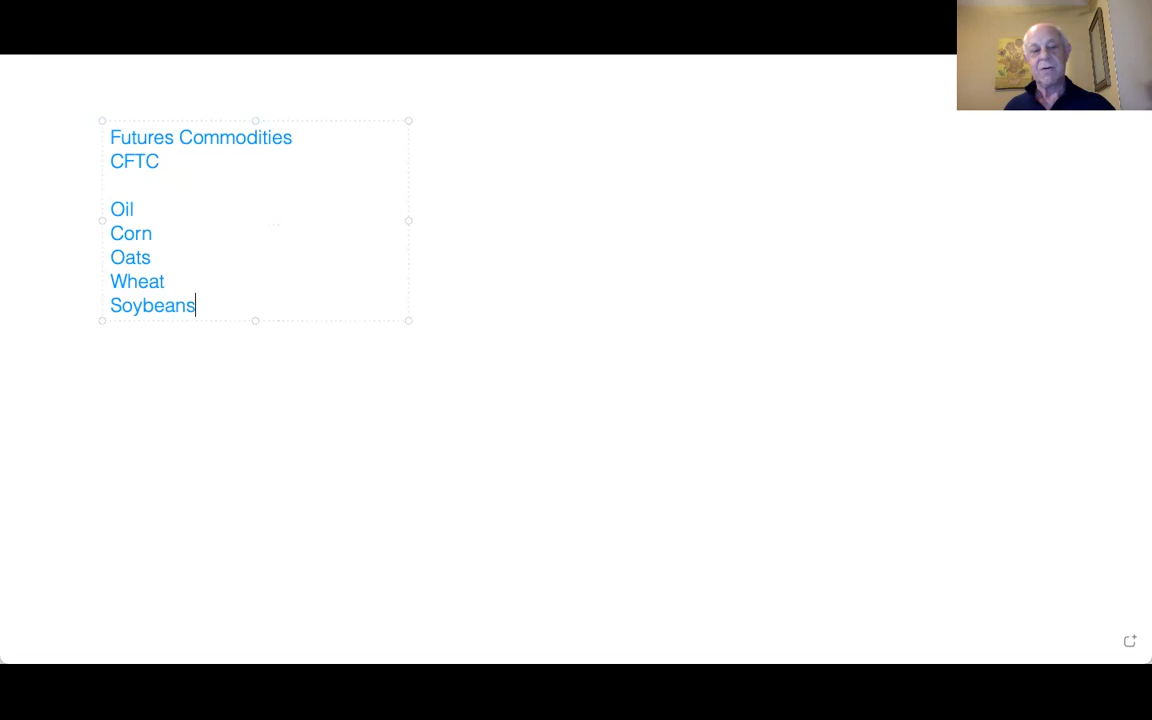 Futures Commodities
CFTC
Oil
Corn
Oats
Wheat
Soybeans